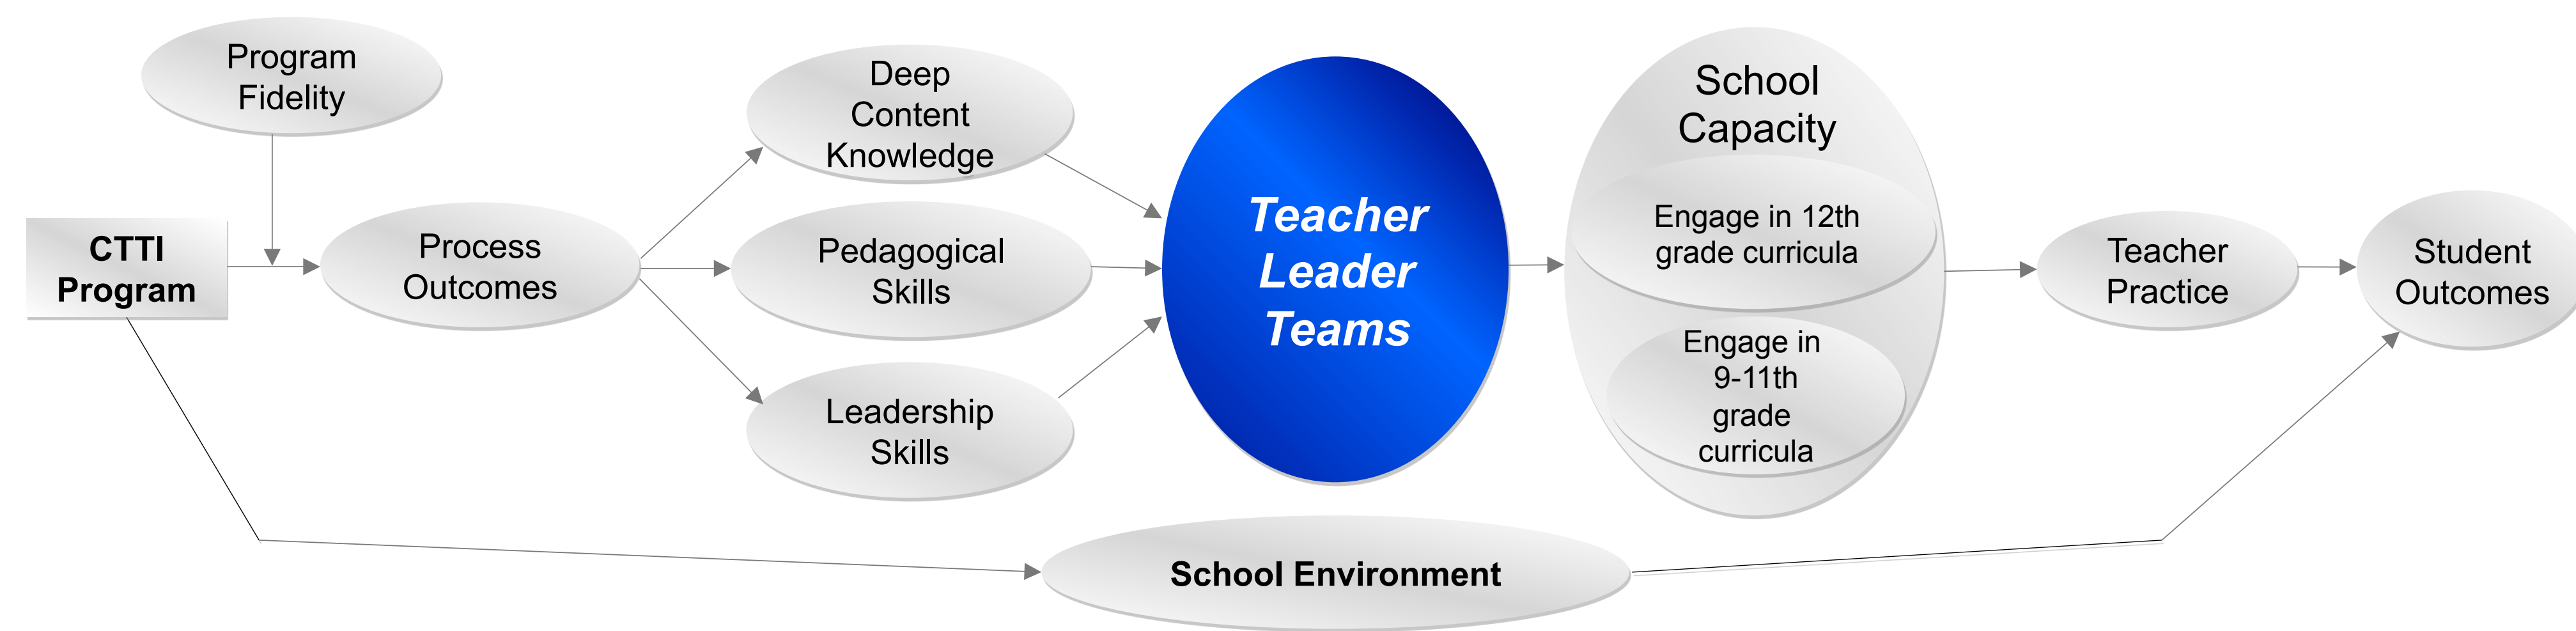 Program
Fidelity
CTTI
Program
Process
Outcomes
Deep
Content
Knowledge
Pedagogical
Skills
Leadership
Skills
Teacher
Leader
Teams
School
Capacity
Engage in 12th
grade curricula
Engage in
9-11th
grade
curricula
Teacher
Practice
Student
Outcomes
School Environment